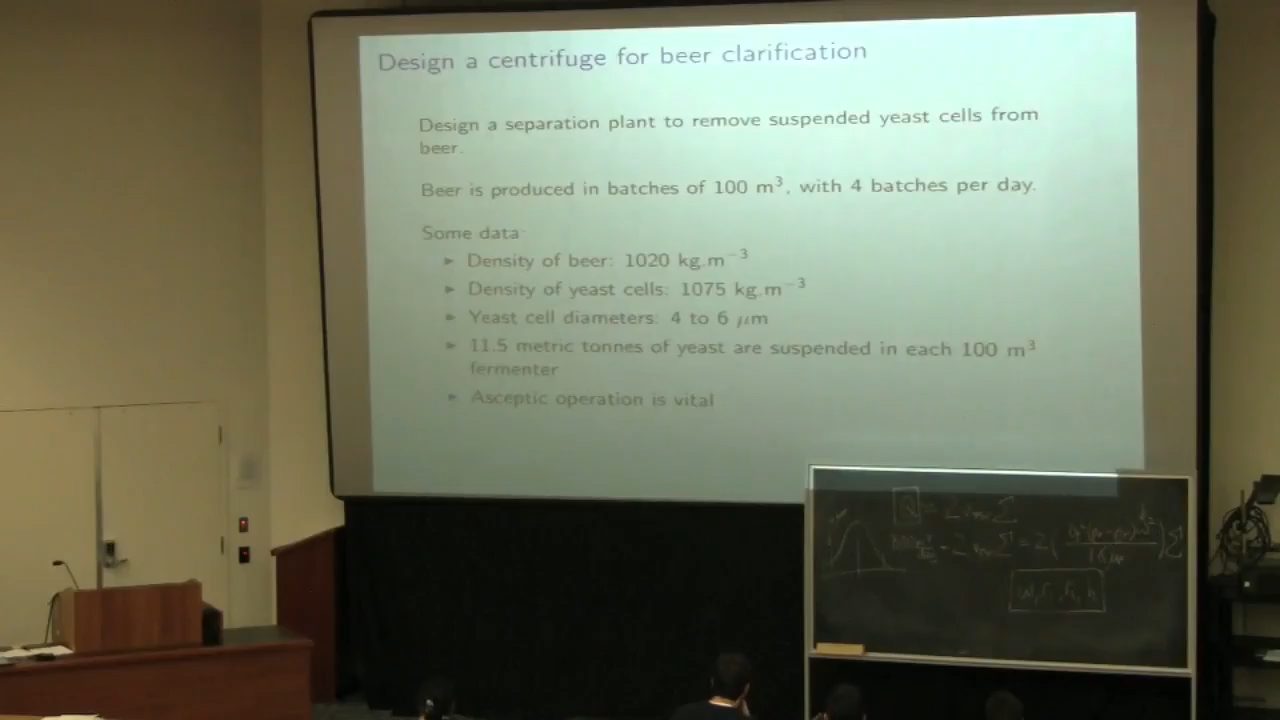 Design a centrifuge for beer clarification
Design a separation plant to remove suspended yeast cells from
beer.
Beer is produced in batches of 100 m³, with 4 batches per day.
Some data:
▶ Density of beer: 1020 kg.m⁻³
▶ Density of yeast cells: 1075 kg.m⁻³
▶ Yeast cell diameters: 4 to 6 μm
▶ 11.5 metric tonnes of yeast are suspended in each 100 m³
fermenter
▶ Asceptic operation is vital
Q = 2 Σ